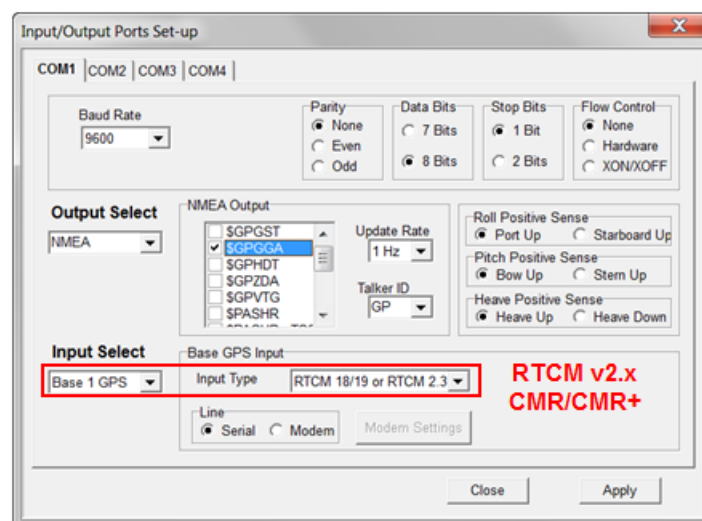 Input/Output Ports Set-up
COM1 COM2 COM3 COM4
Baud Rate
9600
Parity
None
Even
Odd
Data Bits
7 Bits
8 Bits
Stop Bits
1 Bit
2 Bits
Flow Control
None
Hardware
XON/XOFF
Output Select
NMEA
NMEA Output
$GPGST
$GPGGA
$GPHDT
$GPZDA
$GPVTG
$PASHR
Update Rate
1 Hz
Talker ID
GP
Roll Positive Sense
Port Up Starboard Up
Pitch Positive Sense
Bow Up Stern Up
Heave Positive Sense
Heave Up Heave Down
Input Select
Base 1 GPS
Base GPS Input
Input Type RTCM 18/19 or RTCM 2.3
Line
Serial Modem
Modem Settings
RTCM v2.x
CMR/CMR+
Close Apply